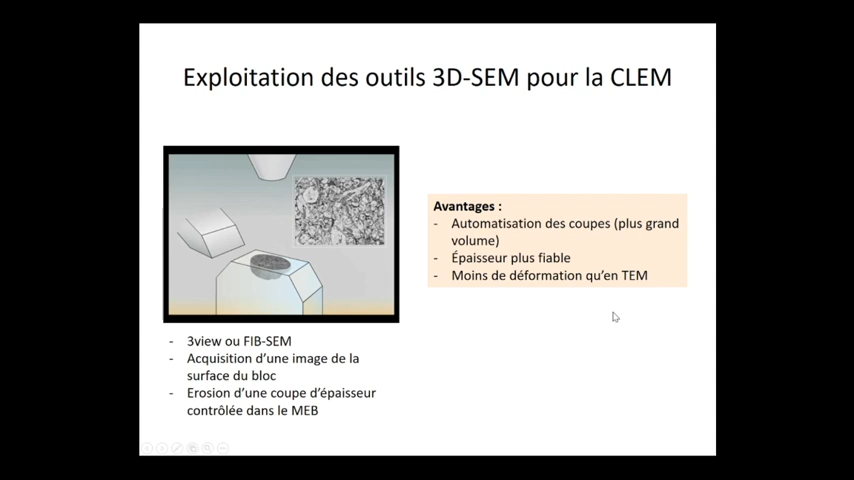 Exploitation des outils 3D-SEM pour la CLEM
Avantages :
- Automatisation des coupes (plus grand
volume)
- Épaisseur plus fiable
- Moins de déformation qu'en TEM
- 3view ou FIB-SEM
- Acquisition d'une image de la
surface du bloc
- Erosion d'une coupe d'épaisseur
contrôlée dans le MEB